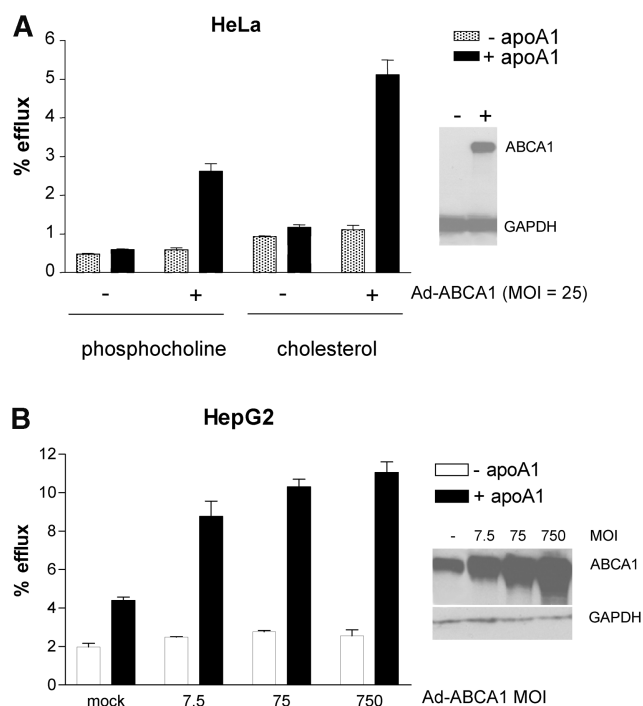 A
HeLa
- apoA1
+ apoA1
% efflux
6
5
4
3
2
1
0
- + - + Ad-ABCA1 (MOI = 25)
phosphocholine cholesterol
- +
ABCA1
GAPDH
B
HepG2
- apoA1
+ apoA1
% efflux
12
10
8
6
4
2
0
mock 7.5 75 750 Ad-ABCA1 MOI
- 7.5 75 750 MOI
ABCA1
GAPDH